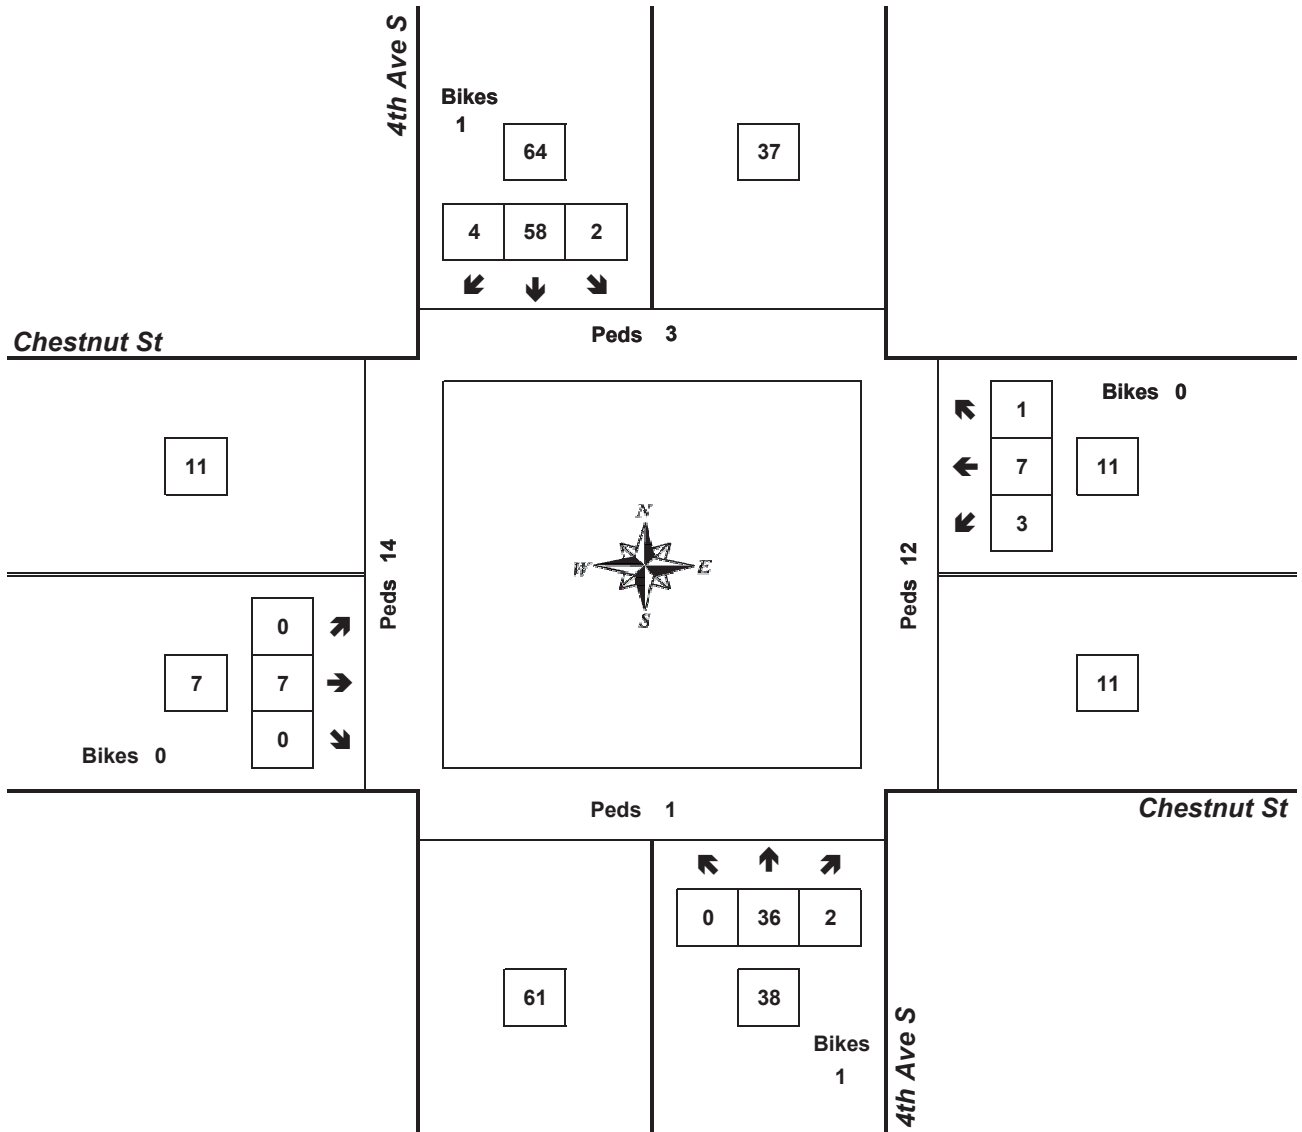 4th Ave S
Bikes
1
64
37
4 58 2
Peds 3
Chestnut St
Bikes 0
1
11
7
11
3
N
W E
S
Peds 14
Peds 12
0
7
7
11
0
Bikes 0
Peds 1
Chestnut St
0 36 2
61
38
Bikes
1
4th Ave S